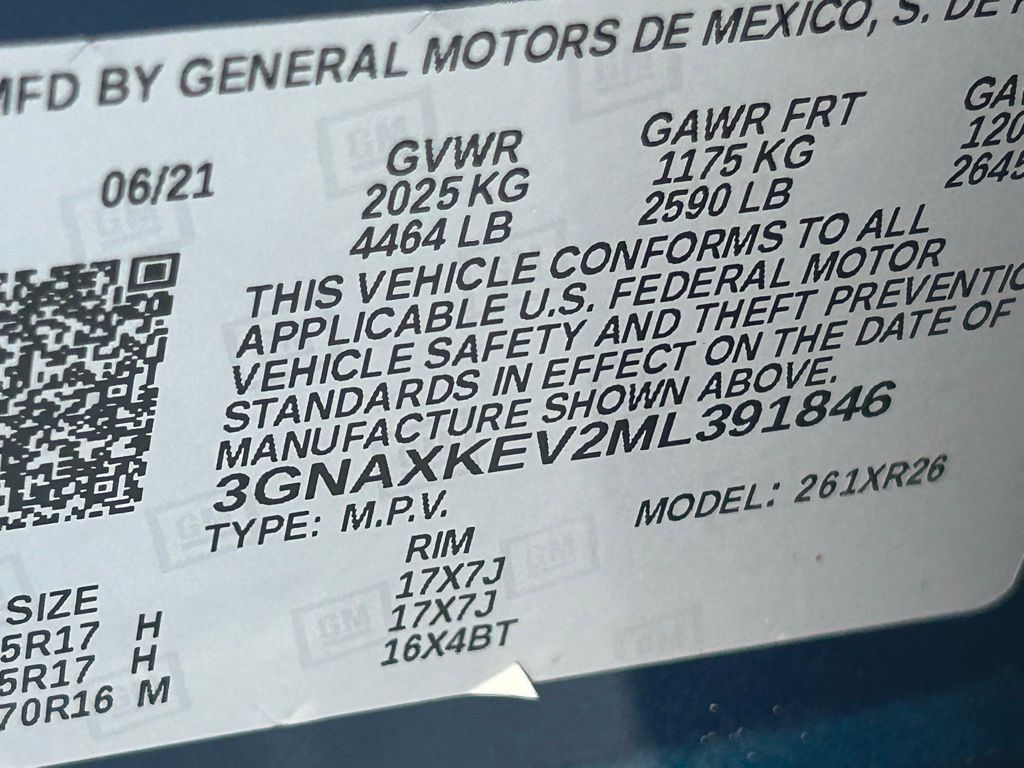 MFD BY GENERAL MOTORS DE MEXICO, S. DE
06/21 GVWR GAWR FRT
2025 KG 1175 KG
4464 LB 2590 LB 2645
THIS VEHICLE CONFORMS TO ALL
APPLICABLE U.S. FEDERAL MOTOR
VEHICLE SAFETY AND THEFT PREVENTIO
STANDARDS IN EFFECT ON THE DATE OF
MANUFACTURE SHOWN ABOVE.
3GNAXKEV2ML391846
TYPE: M.P.V. MODEL: 261XR26
SIZE RIM
5R17 H 17X7J
5R17 H 17X7J
70R16 M 16X4BT